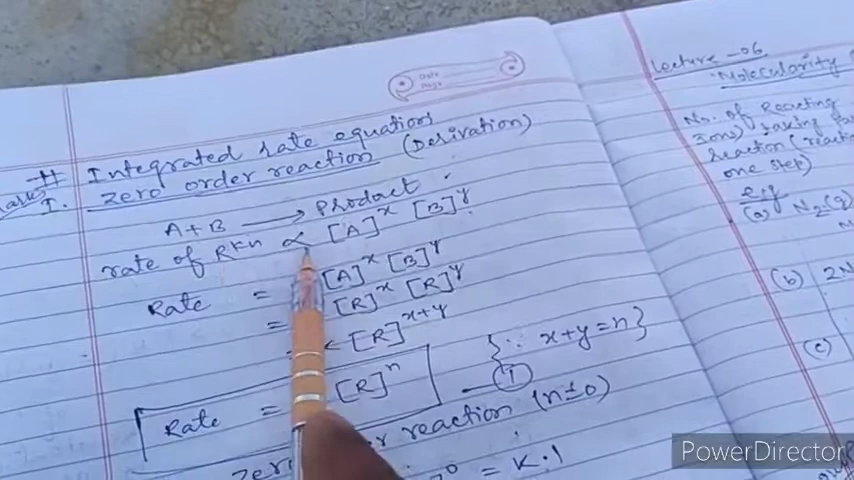 # Integrated rate equation
I. Zero order reaction (Derivation)
A + B ⟶ Product
rate of Rxn ∝ [A]^x [B]^y
Rate = [A]^x [B]^y
= [R]^x [R]^y
= [R]^{x+y}
{∵ x+y=n}
Rate = [R]^n — ①
reaction (n=0)
= K·1
Lecture - 06
Molecularity
No. of Reacting
taking
reaction
one step)
e.g
(a) N₂(g)
(b) 2N
(c)
PowerDirector